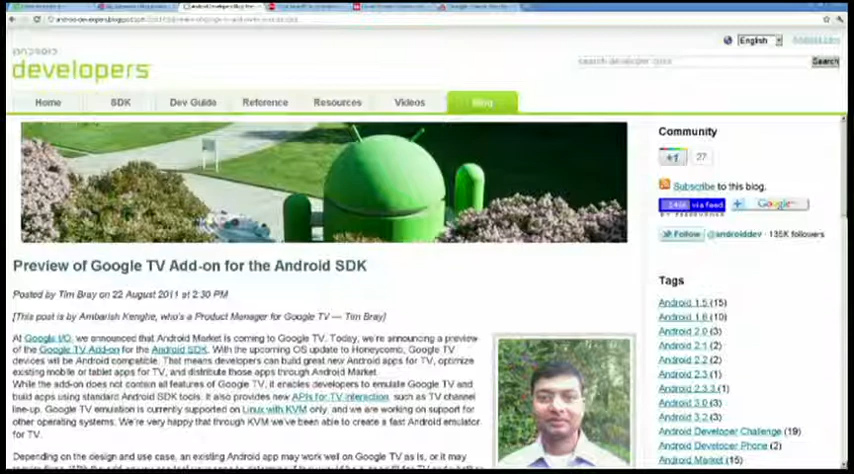 English
android
developers
search developer docs
Search
Home
SDK
Dev Guide
Reference
Resources
Videos
Blog
Community
+1
27
Subscribe to this blog.
via feed
Google
Follow @androiddev · 135K followers
Preview of Google TV Add-on for the Android SDK
Posted by Tim Bray on 22 August 2011 at 2:30 PM
[This post is by Ambarish Kenghe, who's a Product Manager for Google TV — Tim Bray]
At Google I/O, we announced that Android Market is coming to Google TV. Today, we're announcing a preview
of the Google TV Add-on for the Android SDK. With the upcoming OS update to Honeycomb, Google TV
devices will be Android compatible. That means developers can build great new Android apps for TV, optimize
existing mobile or tablet apps for TV, and distribute those apps through Android Market.
While the add-on does not contain all features of Google TV, it enables developers to emulate Google TV and
build apps using standard Android SDK tools. It also provides new APIs for TV interaction, such as TV channel
line-up. Google TV emulation is currently supported on Linux with KVM only, and we are working on support for
other operating systems. We're very happy that through KVM we've been able to create a fast Android emulator
for TV.
Depending on the design and use case, an existing Android app may work well on Google TV as is, or it may
Tags
Android 1.5 (15)
Android 1.6 (10)
Android 2.0 (3)
Android 2.1 (2)
Android 2.2 (2)
Android 2.3 (1)
Android 2.3.3 (1)
Android 3.0 (3)
Android 3.2 (3)
Android Developer Challenge (19)
Android Developer Phone (2)
Android Market (15)